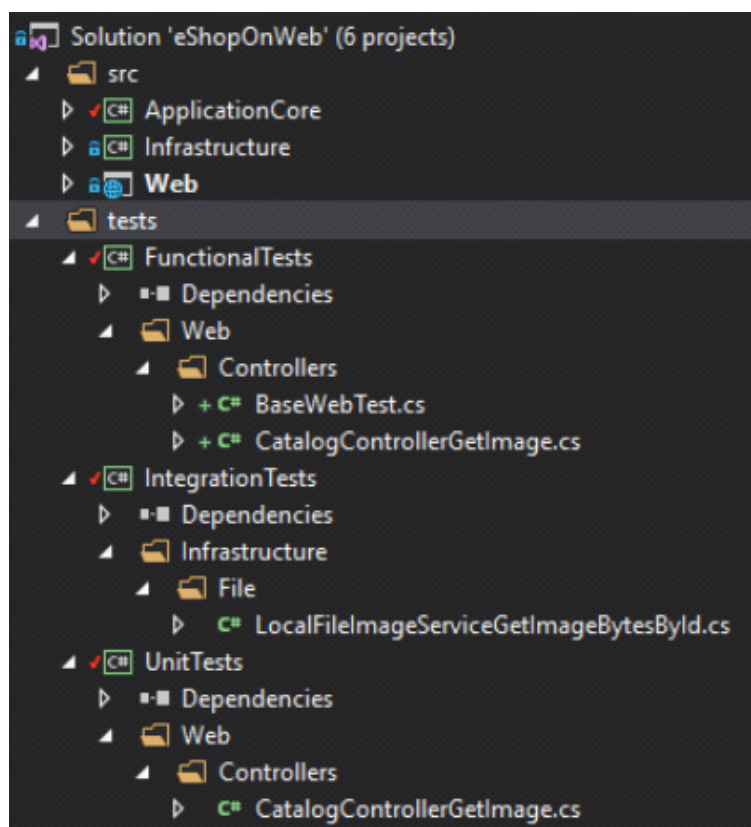 Solution 'eShopOnWeb' (6 projects)
src
C# ApplicationCore
C# Infrastructure
Web
tests
C# FunctionalTests
Dependencies
Web
Controllers
+ C# BaseWebTest.cs
+ C# CatalogControllerGetImage.cs
C# IntegrationTests
Dependencies
Infrastructure
File
C# LocalFileImageServiceGetImageBytesById.cs
C# UnitTests
Dependencies
Web
Controllers
C# CatalogControllerGetImage.cs